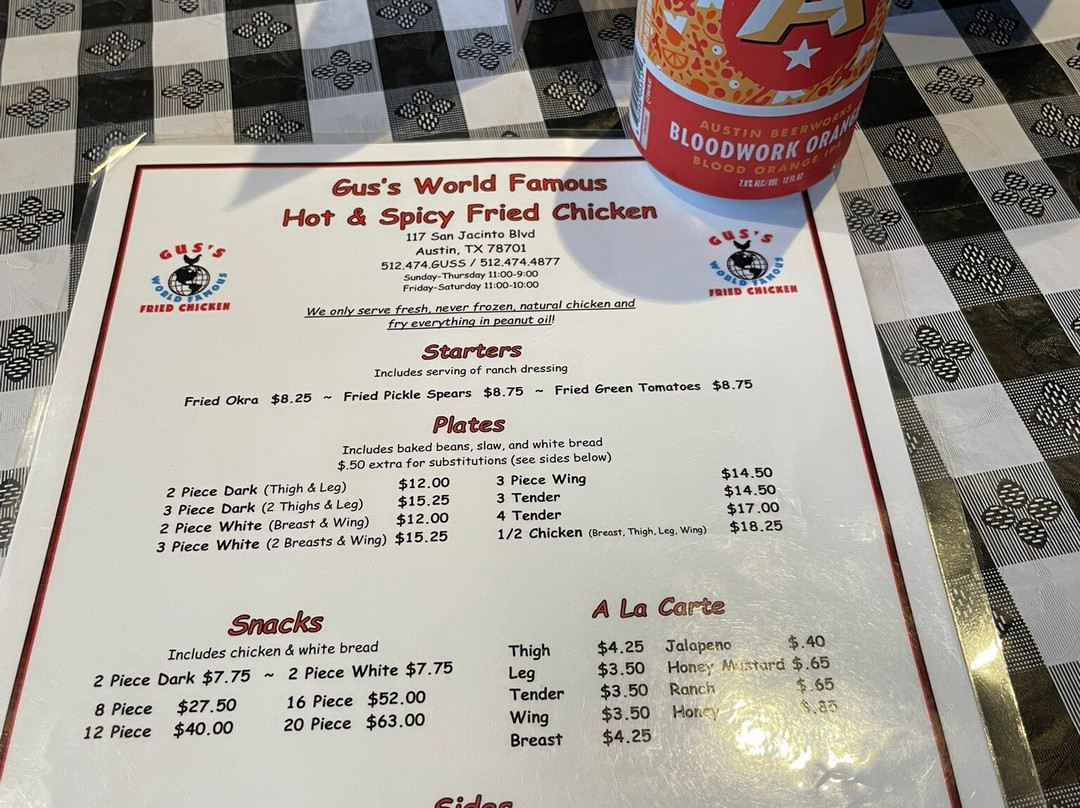 A
AUSTIN BEERWORKS
BLOODWORK ORANGE
BLOOD ORANGE IPA
12 FL OZ
Gus's World Famous
Hot & Spicy Fried Chicken
117 San Jacinto Blvd
Austin, TX 78701
512.474.GUSS / 512.474.4877
Sunday-Thursday 11:00-9:00
Friday-Saturday 11:00-10:00
GUS'S
WORLD FAMOUS
FRIED CHICKEN
GUS'S
WORLD FAMOUS
FRIED CHICKEN
We only serve fresh, never frozen, natural chicken and
fry everything in peanut oil!
Starters
Includes serving of ranch dressing
Fried Okra $8.25 ~ Fried Pickle Spears $8.75 ~ Fried Green Tomatoes $8.75
Plates
Includes baked beans, slaw, and white bread
$.50 extra for substitutions (see sides below)
2 Piece Dark (Thigh & Leg) $12.00
3 Piece Dark (2 Thighs & Leg) $15.25
2 Piece White (Breast & Wing) $12.00
3 Piece White (2 Breasts & Wing) $15.25
3 Piece Wing $14.50
3 Tender $14.50
4 Tender $17.00
1/2 Chicken (Breast, Thigh, Leg, Wing) $18.25
Snacks
Includes chicken & white bread
2 Piece Dark $7.75 ~ 2 Piece White $7.75
8 Piece $27.50 16 Piece $52.00
12 Piece $40.00 20 Piece $63.00
A La Carte
Thigh $4.25 Jalapeno $.40
Leg $3.50 Honey Mustard $.65
Tender $3.50 Ranch $.65
Wing $3.50 Honey $.85
Breast $4.25
Sides